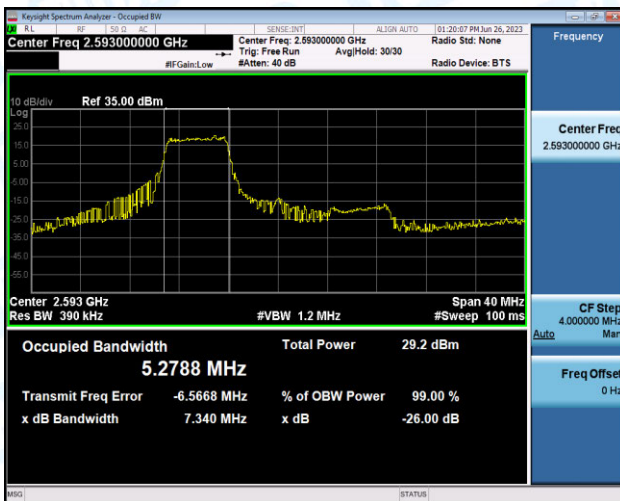 Keysight Spectrum Analyzer - Occupied BW
RL RF 50 Ω AC SENSE:INT ALIGN AUTO 01:20:07 PM Jun 26, 2023
Center Freq 2.593000000 GHz
Center Freq: 2.593000000 GHz
Radio Std: None
Frequency
Trig: Free Run Avg|Hold: 30/30
#IFGain:Low #Atten: 40 dB Radio Device: BTS
10 dB/div Ref 35.00 dBm
Log
25.0
15.0
5.00
-5.00
-15.0
-25.0
-35.0
-45.0
-55.0
Center Freq
2.593000000 GHz
Center 2.593 GHz Span 40 MHz
Res BW 390 kHz #VBW 1.2 MHz #Sweep 100 ms
CF Step
4.000000 MHz
Auto Man
Occupied Bandwidth Total Power 29.2 dBm
5.2788 MHz
Freq Offset
0 Hz
Transmit Freq Error -6.5668 MHz % of OBW Power 99.00 %
x dB Bandwidth 7.340 MHz x dB -26.00 dB
MSG STATUS